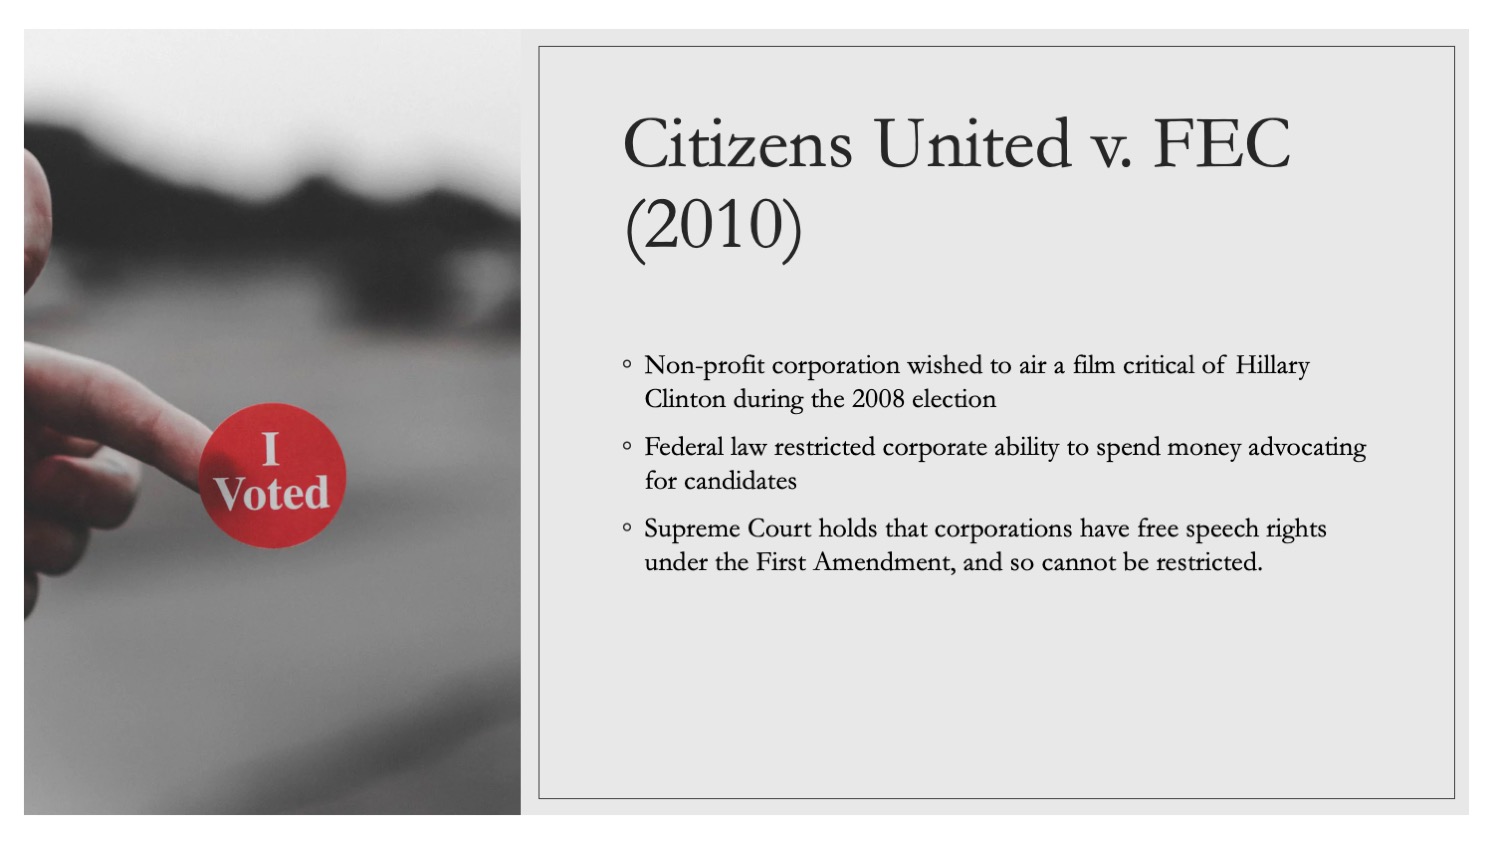 I
Voted
Citizens United v. FEC
(2010)
◦ Non-profit corporation wished to air a film critical of Hillary
Clinton during the 2008 election
◦ Federal law restricted corporate ability to spend money advocating
for candidates
◦ Supreme Court holds that corporations have free speech rights
under the First Amendment, and so cannot be restricted.